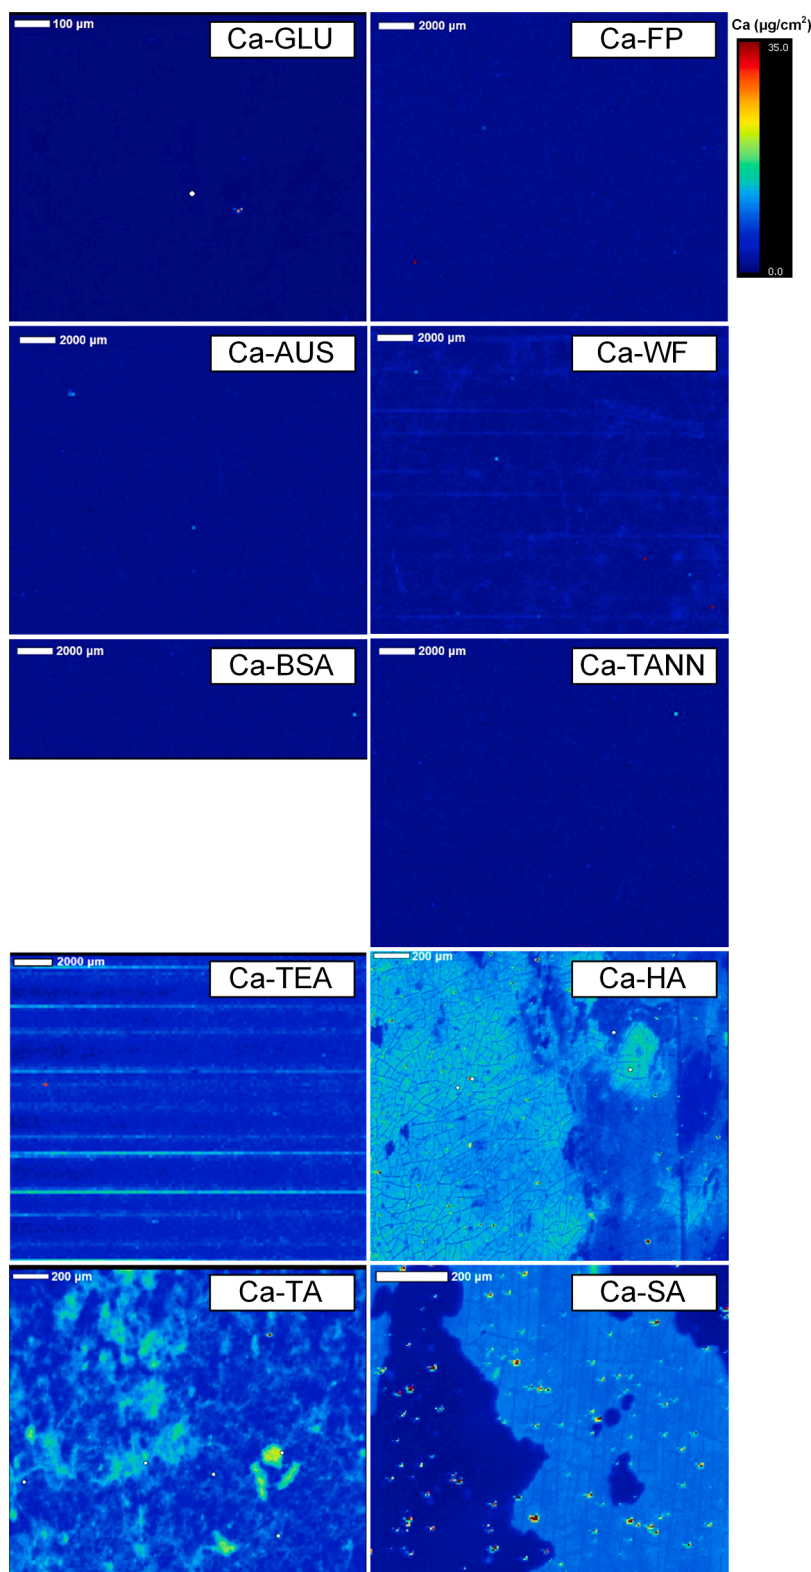 100 µm
Ca-GLU
2000 µm
Ca-FP
Ca (µg/cm²)
35.0
0.0
2000 µm
Ca-AUS
2000 µm
Ca-WF
2000 µm
Ca-BSA
2000 µm
Ca-TANN
2000 µm
Ca-TEA
200 µm
Ca-HA
200 µm
Ca-TA
200 µm
Ca-SA